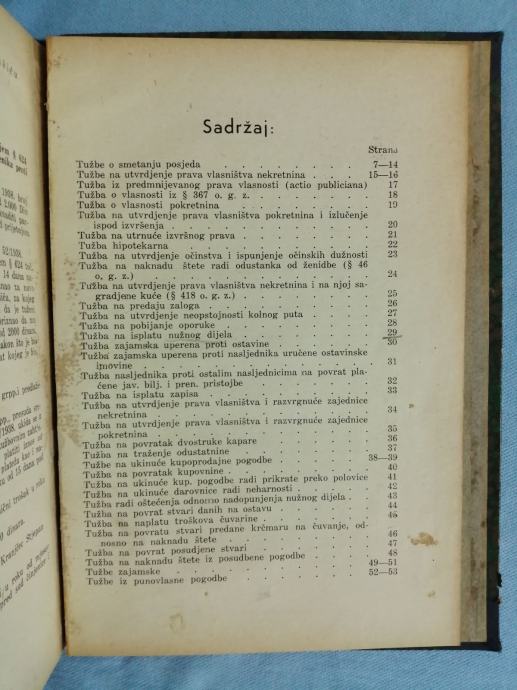 Sadržaj:
Strana
Tužbe o smetanju posjeda . . . . . . . 7—14
Tužbe na utvrdjenje prava vlasništva nekretnina . . . 15—16
Tužba iz predmnijevanog prava vlasnosti (actio publiciana) 17
Tužba o vlasnosti iz § 367 o. g. z. . . . . . . 18
Tužba o vlasnosti pokretnina . . . . . . . 19
Tužba na utvrdjenje prava vlasništva pokretnina i izlučenje
ispod izvršenja . . . . . . . . . 20
Tužba na utrnuće izvršnog prava . . . . . . 21
Tužba hipotekarna . . . . . . . . . 22
Tužba na utvrdjenje očinstva i ispunjenje očinskih dužnosti 23
Tužba na naknadu štete radi odustanka od ženidbe (§ 46
o. g. z.) . . . . . . . . . . 24
Tužba na utvrdjenje prava vlasništva nekretnina i na njoj sa-
gradjene kuće (§ 418 o. g. z.) . . . . . . 25
Tužba na predaju zaloga . . . . . . . . 26
Tužba na utvrdjenje neopstojnosti kolnog puta . . . 27
Tužba na pobijanje oporuke . . . . . . . 28
Tužba na isplatu nužnog dijela . . . . . . . 29
Tužba zajamska uperena proti ostavine . . . . . 30
Tužba zajamska uperena proti nasljednika uručene ostavinske
imovine . . . . . . . . . . 31
Tužba nasljednika proti ostalim nasljednicima na povrat pla-
ćene jav. bilj. i pren. pristojbe . . . . . . 32
Tužba na isplatu zapisa . . . . . . . . 33
Tužba na utvrdjenje prava vlasništva i razvrgnuće zajednice
nekretnina . . . . . . . . . . 34
Tužba na utvrdjenje prava vlasništva i razvrgnuće zajednice
pokretnina . . . . . . . . . . 35
Tužba na povratak dvostruke kapare . . . . . 36
Tužba na traženje odustatnine . . . . . . 37
Tužbe na ukinuće kupoprodajne pogodbe . . . . 38—39
Tužba na povratak kupovnine . . . . . . . 40
Tužba na ukinuće kup. pogodbe radi prikrate preko polovice 41
Tužba na ukinuće darovnice radi neharnosti . . . . 42
Tužba radi oštećenja odnocno nadopunjenja nužnog dijela . 43
Tužba na povrat stvari danih na ostavu . . . . . 44
Tužba na naplatu troškova čuvarine . . . . . . 45
Tužba na povratu stvari predane krčmaru na čuvanje, od-
nosno na naknadu štete . . . . . . . 46
Tužba na povrat posudjene stvari . . . . . . 47
Tužba na naknadu štete iz posudbene pogodbe . . . 48
Tužbe zajamske . . . . . . . . . 49—51
Tužbe iz punovlasne pogodbe . . . . . . . 52—53